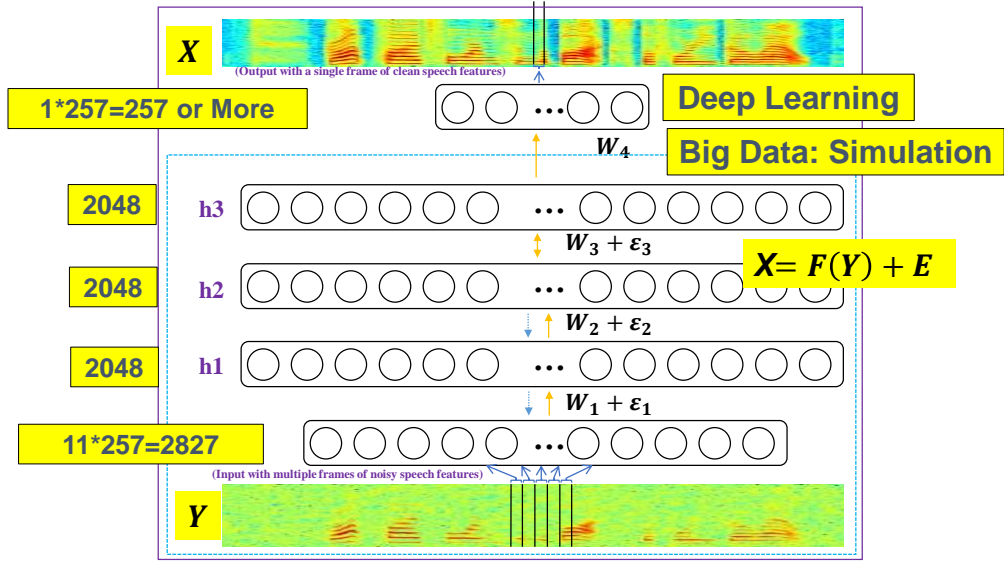 X
(Output with a single frame of clean speech features)
1*257=257 or More
...
Deep Learning
W₄
Big Data: Simulation
2048
h3
...
W₃ + ε₃
X= F(Y) + E
2048
h2
...
W₂ + ε₂
2048
h1
...
W₁ + ε₁
11*257=2827
...
(Input with multiple frames of noisy speech features)
Y